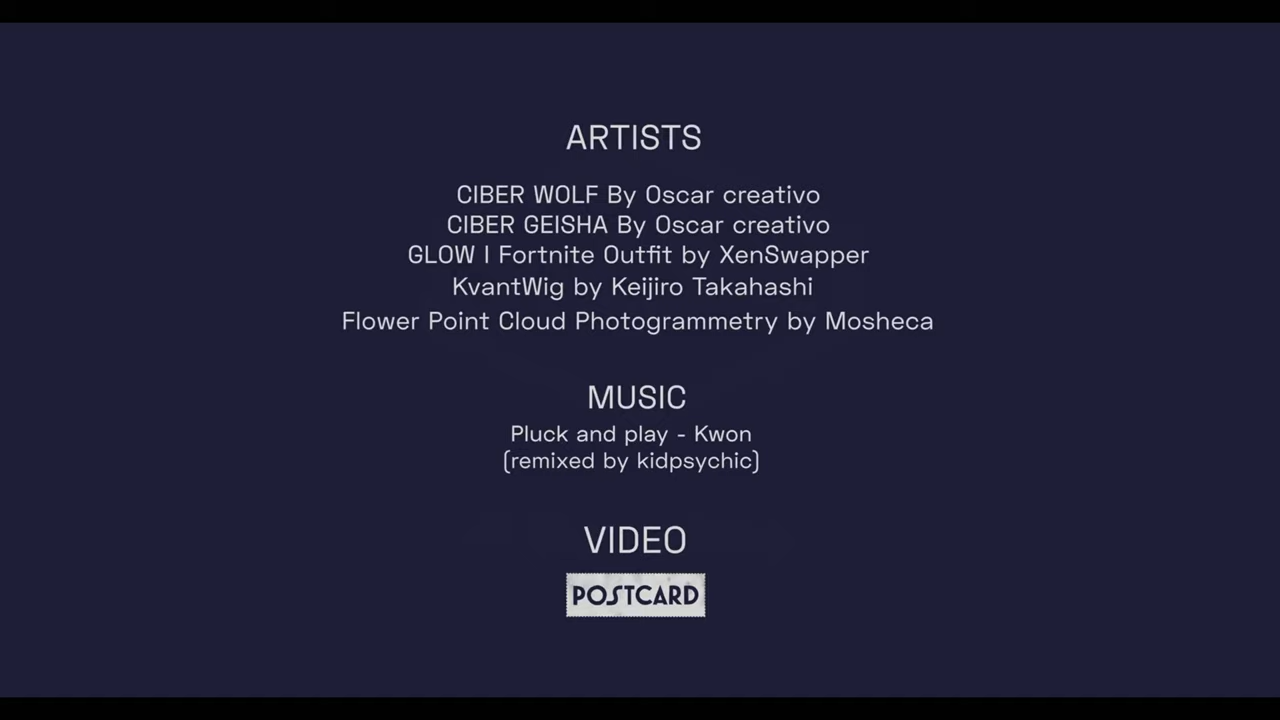 ARTISTS
CIBER WOLF By Oscar creativo
CIBER GEISHA By Oscar creativo
GLOW | Fortnite Outfit by XenSwapper
KvantWig by Keijiro Takahashi
Flower Point Cloud Photogrammetry by Mosheca
MUSIC
Pluck and play - Kwon
(remixed by kidpsychic)
VIDEO
POSTCARD